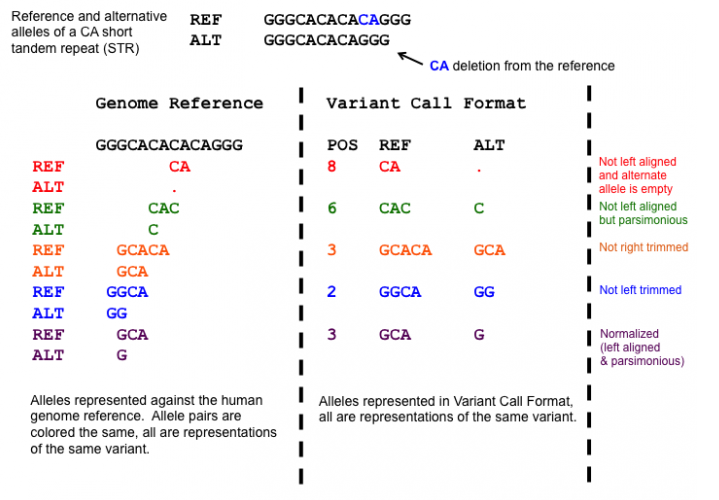 Reference and alternative
alleles of a CA short
tandem repeat (STR)
REF GGGCACACACAGGG
ALT GGGCACACAGGG
CA deletion from the reference
Genome Reference
Variant Call Format
GGGCACACACAGGG
POS REF ALT
REF CA
ALT .
8 CA .
Not left aligned
and alternate
allele is empty
REF CAC
ALT C
6 CAC C
Not left aligned
but parsimonious
REF GCACA
ALT GCA
3 GCACA GCA
Not right trimmed
REF GGCA
ALT GG
2 GGCA GG
Not left trimmed
REF GCA
ALT G
3 GCA G
Normalized
(left aligned
& parsimonious)
Alleles represented against the human
genome reference. Allele pairs are
colored the same, all are representations
of the same variant.
Alleles represented in Variant Call Format,
all are representations of the same variant.